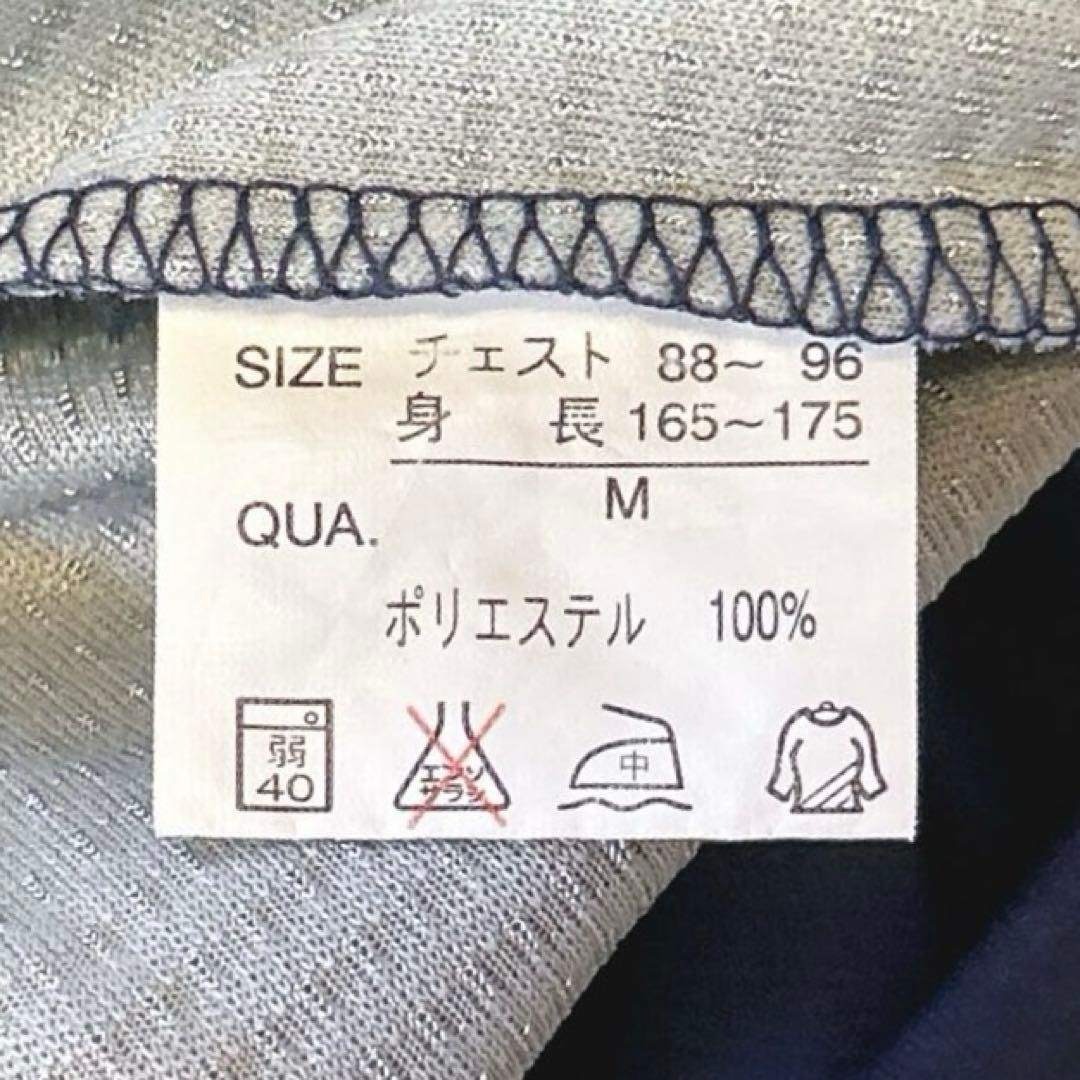 SIZE チェスト 88～ 96
身 長 165～175
M
QUA.
ポリエステル 100%
弱
40
エンソ
サラシ
中